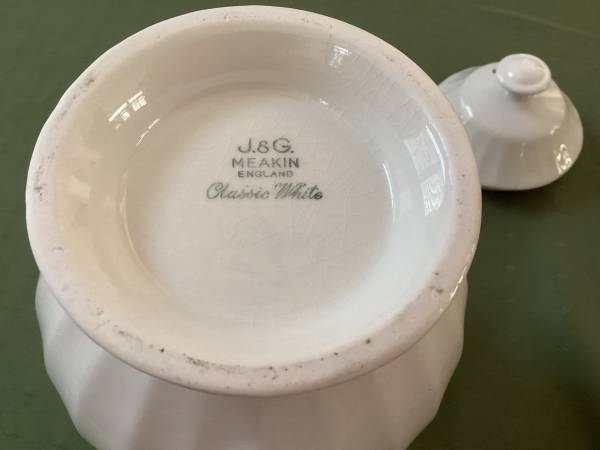 J.&G.
MEAKIN
ENGLAND
Classic White